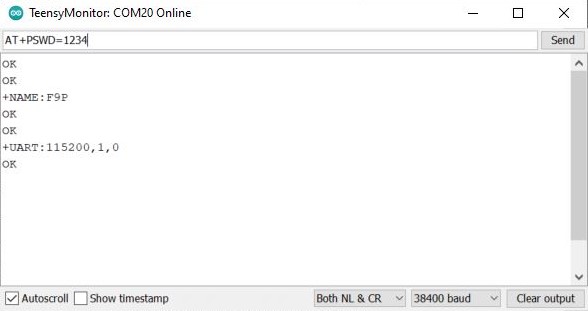 TeensyMonitor: COM20 Online
AT+PSWD=1234
Send
OK
OK
+NAME:F9P
OK
OK
+UART:115200,1,0
OK
Autoscroll Show timestamp Both NL & CR 38400 baud Clear output